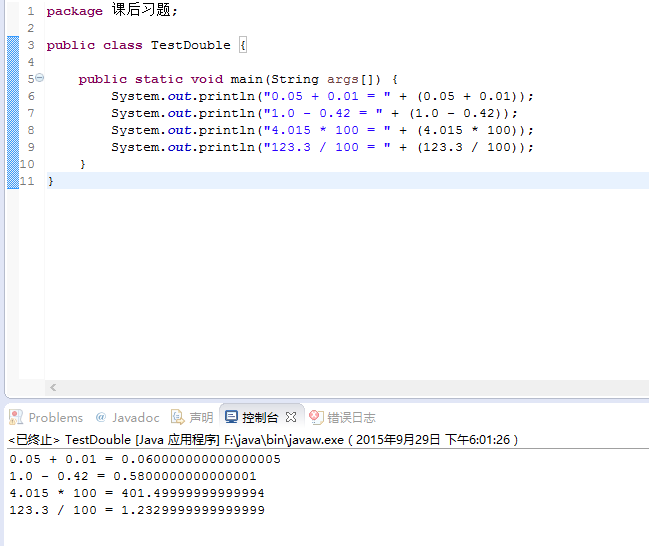 1 package 课后习题;
2
3 public class TestDouble {
4
5 public static void main(String args[]) {
6 System.out.println("0.05 + 0.01 = " + (0.05 + 0.01));
7 System.out.println("1.0 - 0.42 = " + (1.0 - 0.42));
8 System.out.println("4.015 * 100 = " + (4.015 * 100));
9 System.out.println("123.3 / 100 = " + (123.3 / 100));
10 }
11 }
Problems @ Javadoc 声明 控制台 错误日志
<已终止> TestDouble [Java 应用程序] F:\java\bin\javaw.exe ( 2015年9月29日 下午6:01:26 )
0.05 + 0.01 = 0.060000000000000005
1.0 - 0.42 = 0.5800000000000001
4.015 * 100 = 401.49999999999994
123.3 / 100 = 1.2329999999999999